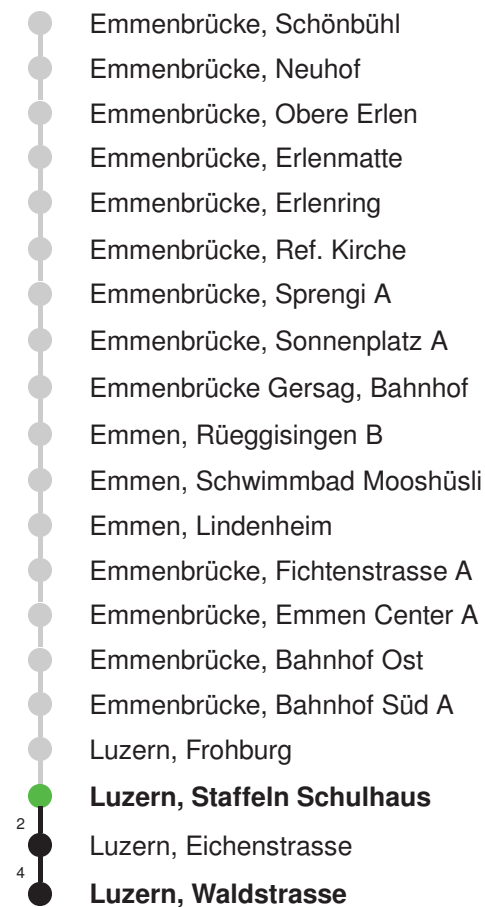 Emmenbrücke, Schönbühl
Emmenbrücke, Neuhof
Emmenbrücke, Obere Erlen
Emmenbrücke, Erlenmatte
Emmenbrücke, Erlenring
Emmenbrücke, Ref. Kirche
Emmenbrücke, Sprengi A
Emmenbrücke, Sonnenplatz A
Emmenbrücke Gersag, Bahnhof
Emmen, Rüeggisingen B
Emmen, Schwimmbad Mooshüsli
Emmen, Lindenheim
Emmenbrücke, Fichtenstrasse A
Emmenbrücke, Emmen Center A
Emmenbrücke, Bahnhof Ost
Emmenbrücke, Bahnhof Süd A
Luzern, Frohburg
Luzern, Staffeln Schulhaus
2 Luzern, Eichenstrasse
4 Luzern, Waldstrasse